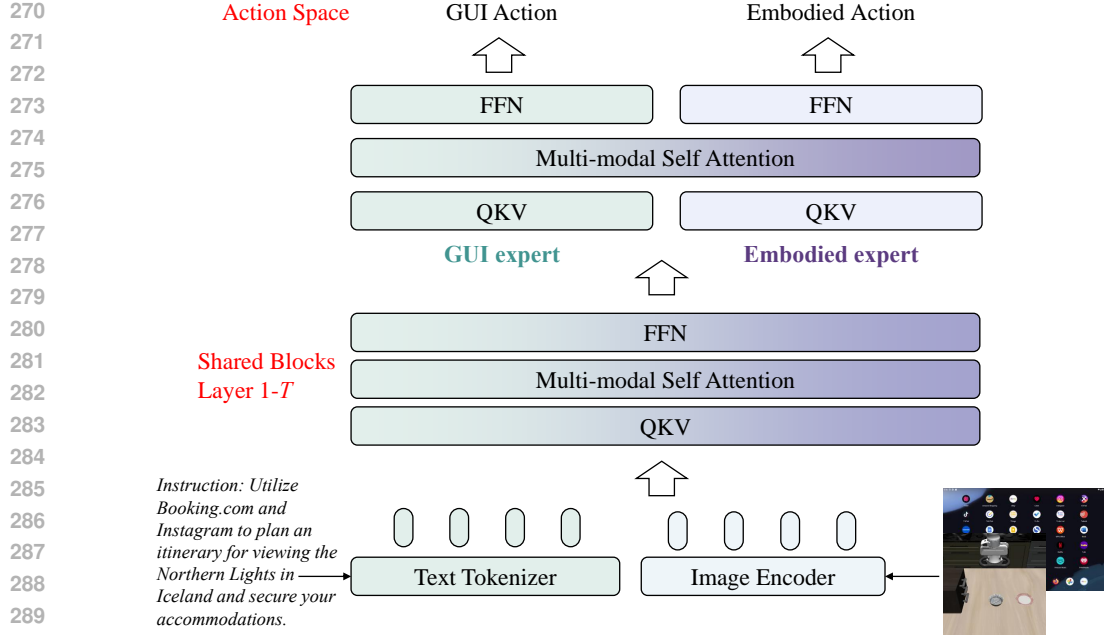 270
271
272
273
274
275
276
277
278
279
280
281
282
283
284
285
286
287
288
289
Action Space
GUI Action
Embodied Action
FFN
FFN
Multi-modal Self Attention
QKV
QKV
GUI expert
Embodied expert
Shared Blocks
Layer 1-T
FFN
Multi-modal Self Attention
QKV
Instruction: Utilize
Booking.com and
Instagram to plan an
itinerary for viewing the
Northern Lights in
Iceland and secure your
accommodations.
Text Tokenizer
Image Encoder